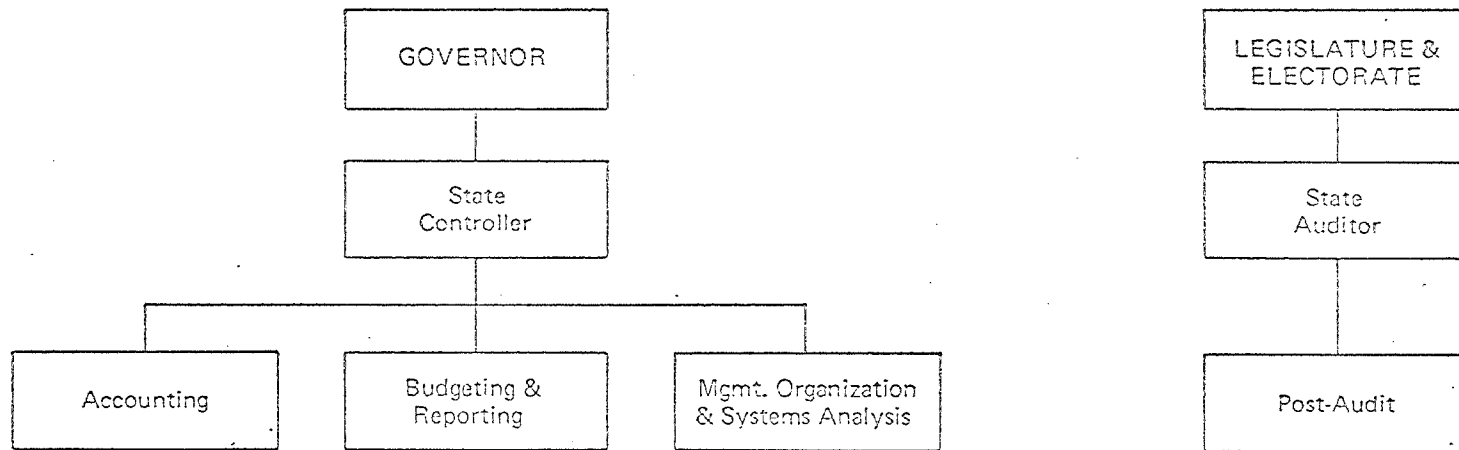 GOVERNOR
LEGISLATURE &
ELECTORATE
State
Controller
State
Auditor
Accounting
Budgeting &
Reporting
Mgmt. Organization
& Systems Analysis
Post-Audit